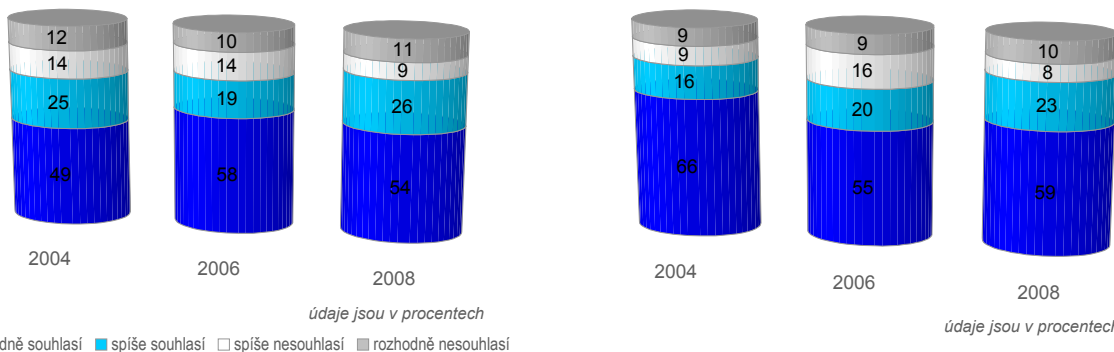 12 10 11
14 14 9
25 19 26
49 58 54
2004 2006 2008
údaje jsou v procentech
souhlasí spíše souhlasí spíše nesouhlasí rozhodně nesouhlasí
9 9 10
9 16 8
16 20 23
66 55 59
2004 2006 2008
údaje jsou v procentech